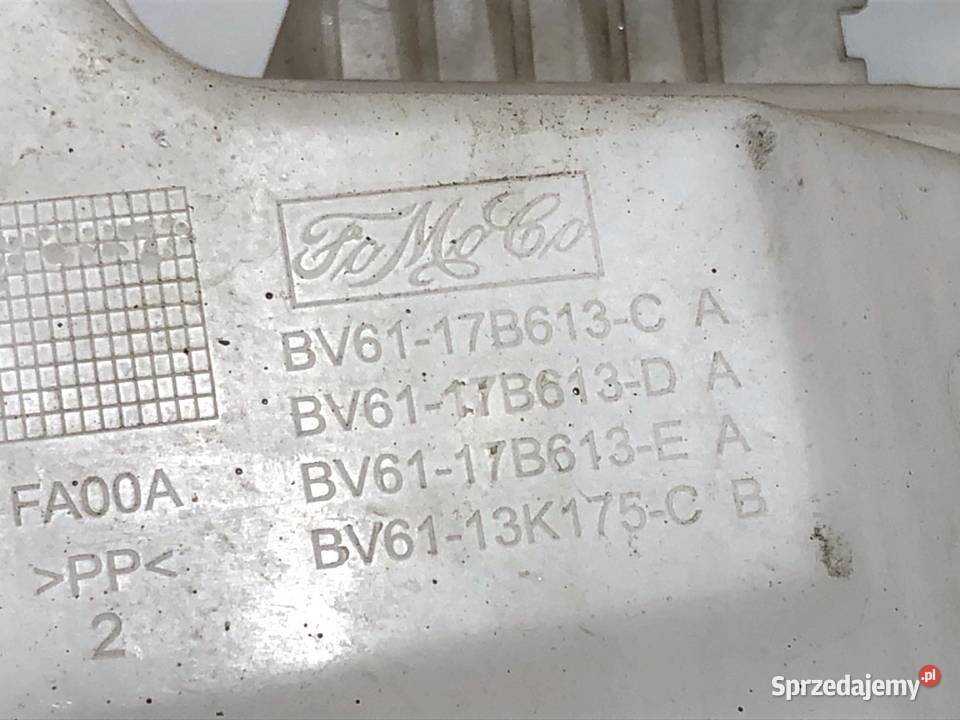 FoMoCo
BV61-17B613-C A
BV61-17B613-D A
BV61-17B613-E A
BV61-13K175-C B
FA00A
>PP<
2
Sprzedajemy.pl